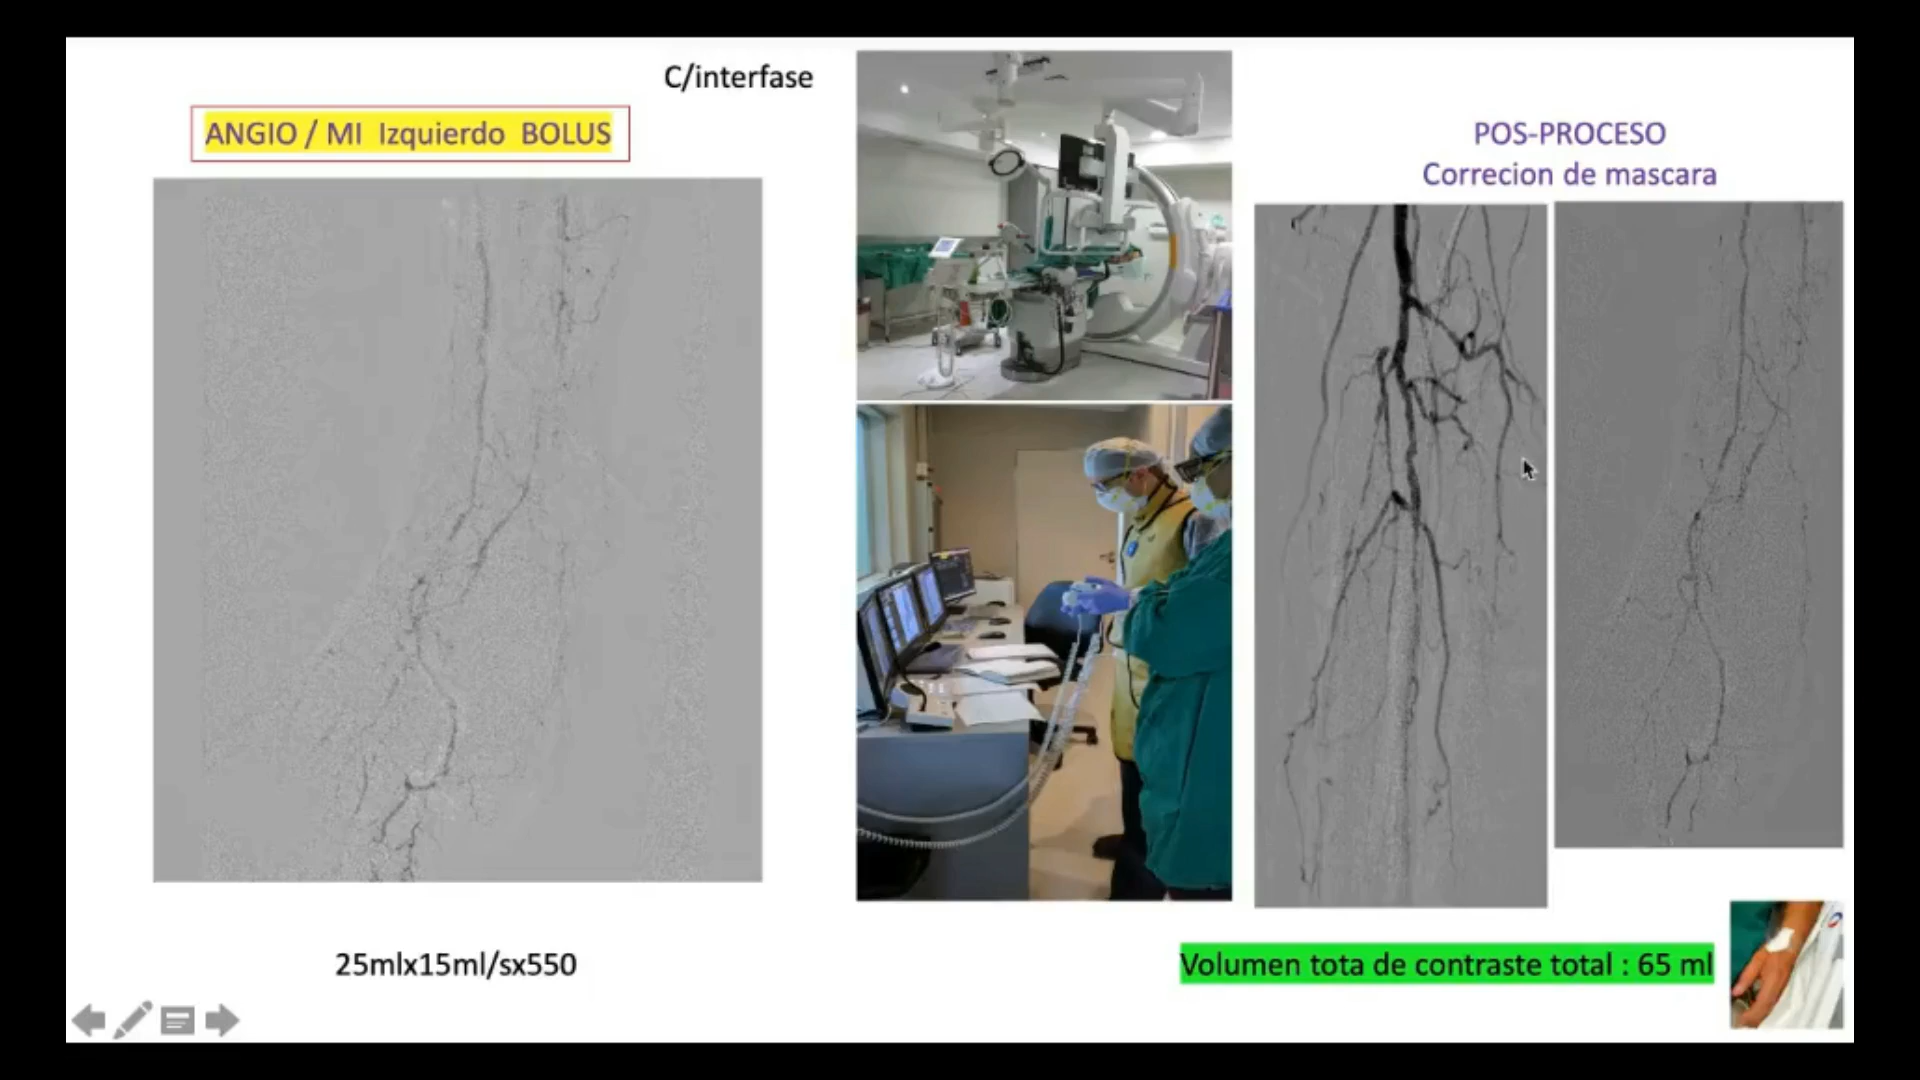 C/interfase
ANGIO / MI Izquierdo BOLUS
POS-PROCESO
Correcion de mascara
25mlx15ml/sx550
Volumen tota de contraste total : 65 ml